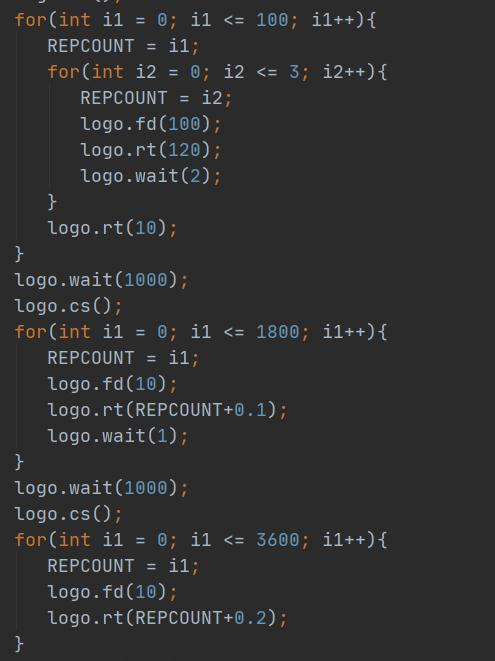 for(int i1 = 0; i1 <= 100; i1++){
REPCOUNT = i1;
for(int i2 = 0; i2 <= 3; i2++){
REPCOUNT = i2;
logo.fd(100);
logo.rt(120);
logo.wait(2);
}
logo.rt(10);
}
logo.wait(1000);
logo.cs();
for(int i1 = 0; i1 <= 1800; i1++){
REPCOUNT = i1;
logo.fd(10);
logo.rt(REPCOUNT+0.1);
logo.wait(1);
}
logo.wait(1000);
logo.cs();
for(int i1 = 0; i1 <= 3600; i1++){
REPCOUNT = i1;
logo.fd(10);
logo.rt(REPCOUNT+0.2);
}